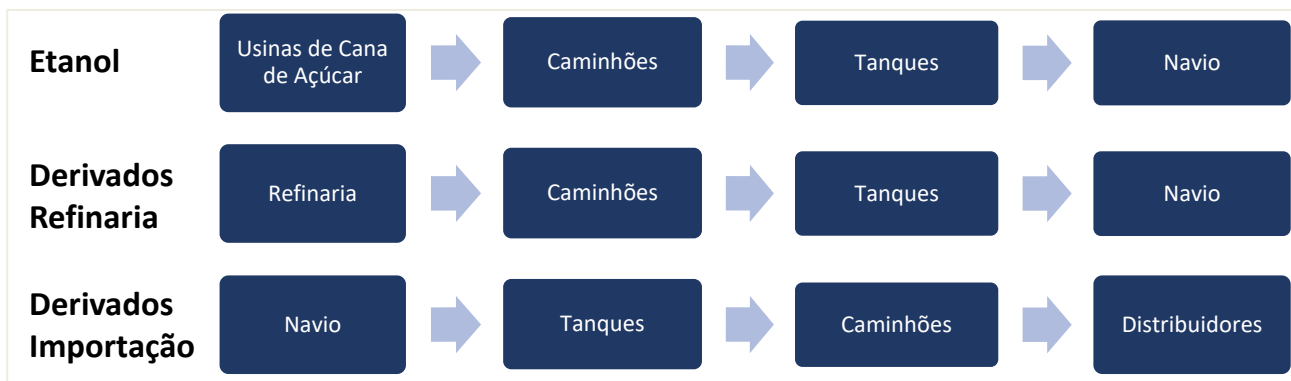 Etanol
Usinas de Cana
de Açúcar
Caminhões
Tanques
Navio
Derivados
Refinaria
Refinaria
Caminhões
Tanques
Navio
Derivados
Importação
Navio
Tanques
Caminhões
Distribuidores